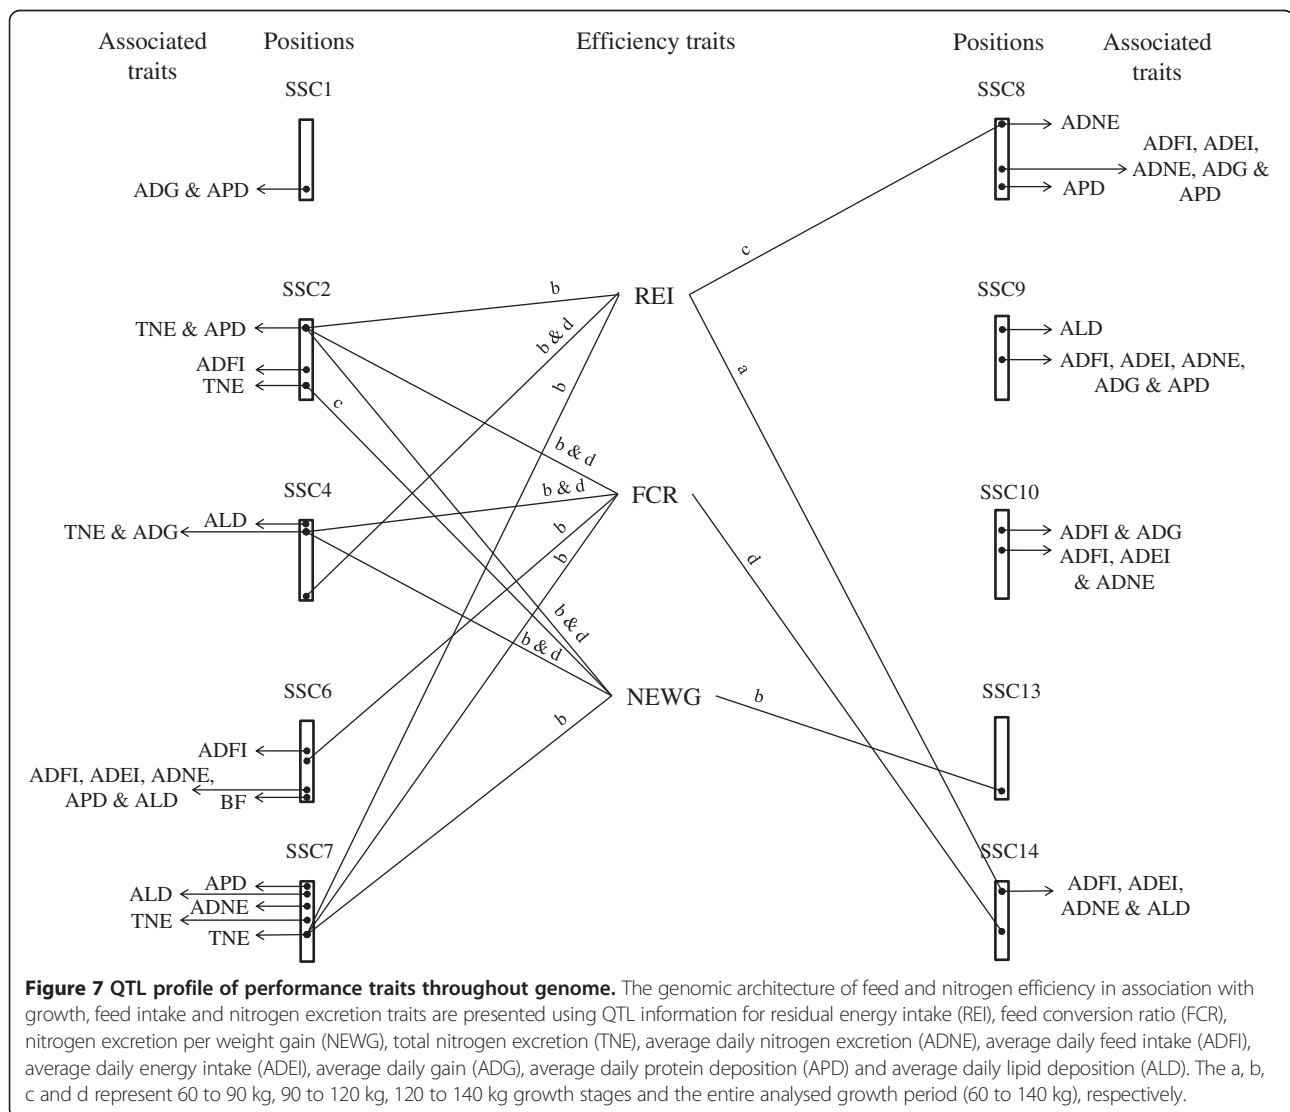 Associated traits
Positions
Efficiency traits
Positions
Associated traits
SSC1
ADG & APD
SSC2
TNE & APD
ADFI
TNE
SSC4
ALD
TNE & ADG
SSC6
ADFI
ADFI, ADEI, ADNE,
APD & ALD
BF
SSC7
APD
ALD
ADNE
TNE
TNE
b
b & d
b
c
b & d
b & d
b
b
b & d
b & d
b
REI
FCR
NEWG
c
a
d
b
SSC8
ADNE
ADFI, ADEI,
ADNE, ADG &
APD
APD
SSC9
ALD
ADFI, ADEI, ADNE,
ADG & APD
SSC10
ADFI & ADG
ADFI, ADEI
& ADNE
SSC13
SSC14
ADFI, ADEI,
ADNE & ALD
Figure 7 QTL profile of performance traits throughout genome. The genomic architecture of feed and nitrogen efficiency in association with
growth, feed intake and nitrogen excretion traits are presented using QTL information for residual energy intake (REI), feed conversion ratio (FCR),
nitrogen excretion per weight gain (NEWG), total nitrogen excretion (TNE), average daily nitrogen excretion (ADNE), average daily feed intake (ADFI),
average daily energy intake (ADEI), average daily gain (ADG), average daily protein deposition (APD) and average daily lipid deposition (ALD). The a, b,
c and d represent 60 to 90 kg, 90 to 120 kg, 120 to 140 kg growth stages and the entire analysed growth period (60 to 140 kg), respectively.